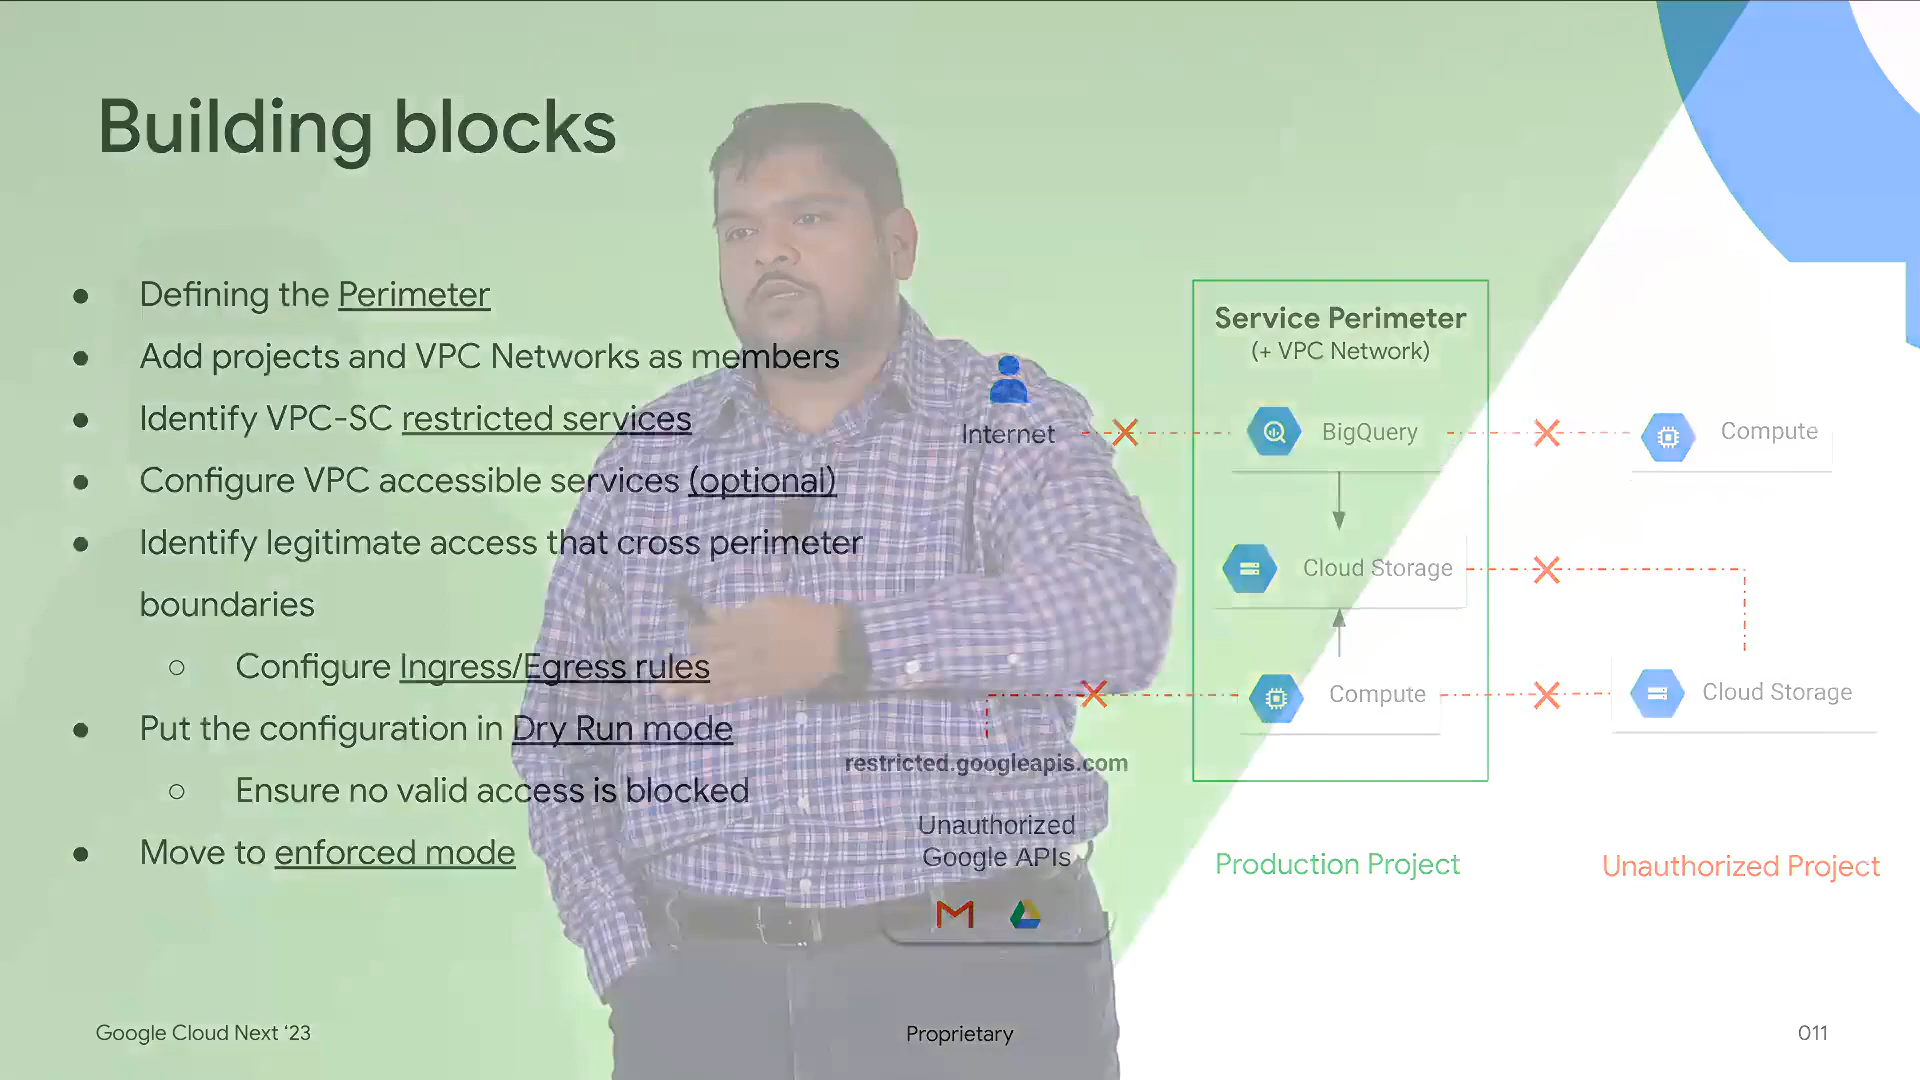 Building blocks
● Defining the Perimeter
● Add projects and VPC Networks as members
● Identify VPC-SC restricted services
● Configure VPC accessible services (optional)
● Identify legitimate access that cross perimeter
boundaries
○ Configure Ingress/Egress rules
● Put the configuration in Dry Run mode
○ Ensure no valid access is blocked
● Move to enforced mode
Service Perimeter
(+ VPC Network)
Internet
BigQuery
Compute
Cloud Storage
Compute
Cloud Storage
restricted.googleapis.com
Unauthorized
Google APIs
Production Project
Unauthorized Project
Google Cloud Next ‘23
Proprietary
011